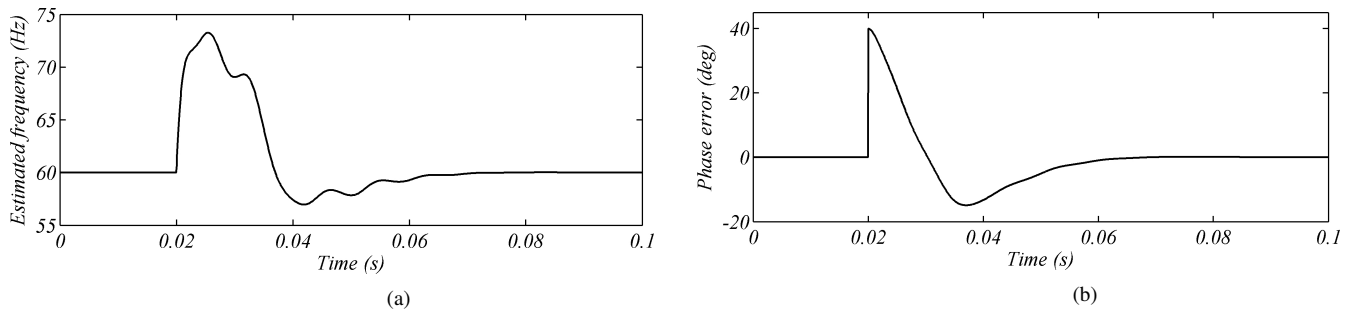 Estimated frequency (Hz)
75
70
65
60
55
0 0.02 0.04 0.06 0.08 0.1
Time (s)
(a)
Phase error (deg)
40
20
0
-20
0 0.02 0.04 0.06 0.08 0.1
Time (s)
(b)